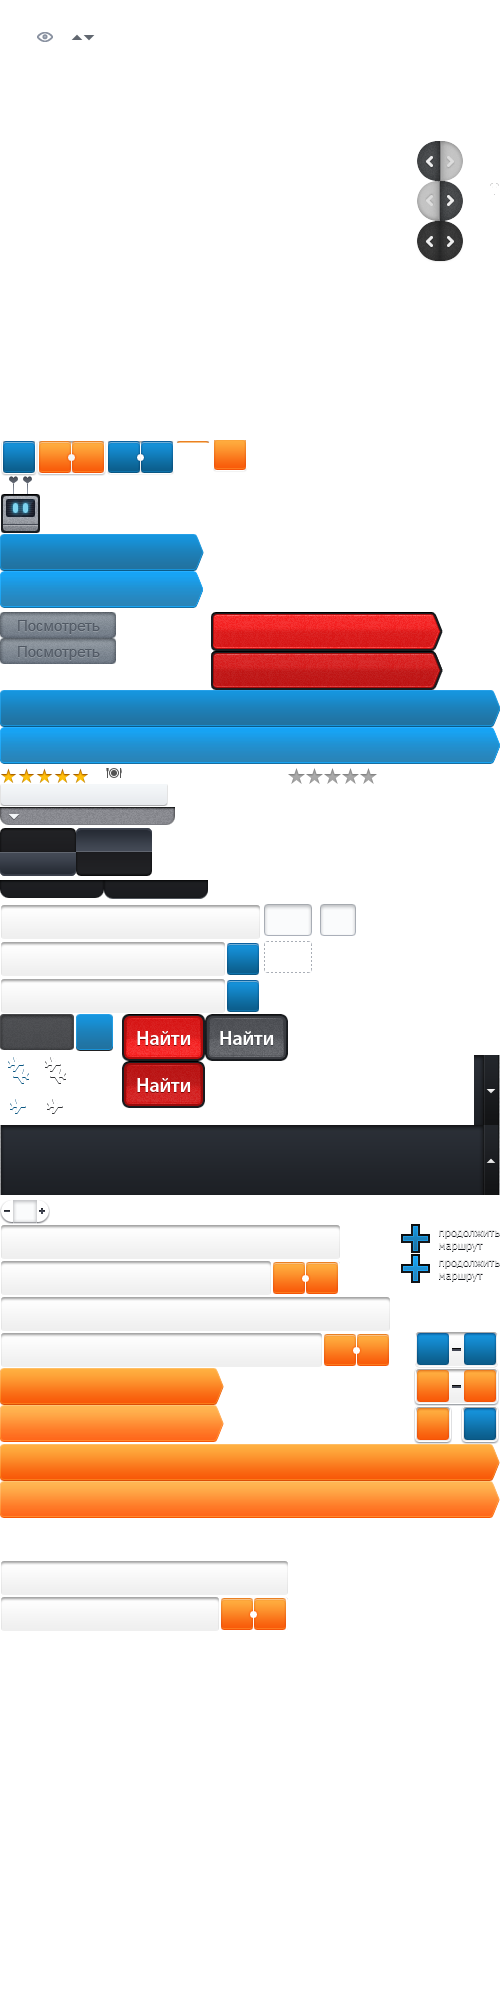 Посмотреть
Посмотреть
Найти
Найти
Найти
продолжить
маршрут
продолжить
маршрут